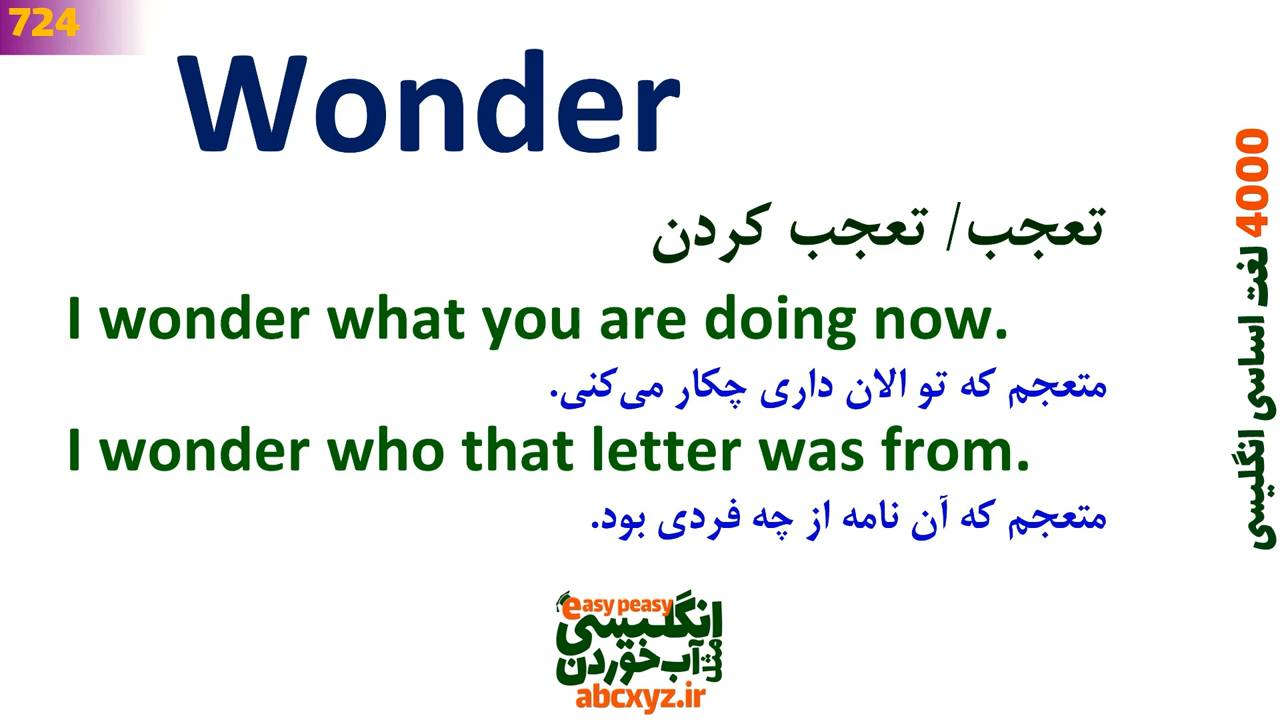 724
Wonder
تعجب/ تعجب کردن
I wonder what you are doing now.
متعجم که تو الان داری چکار می‌کنی.
I wonder who that letter was from.
متعجم که آن نامه از چه فردی بود.
4000 لغت اساسی انگلیسی
easy peasy
انگلیسی
مثل آب خوردن
abcxyz.ir